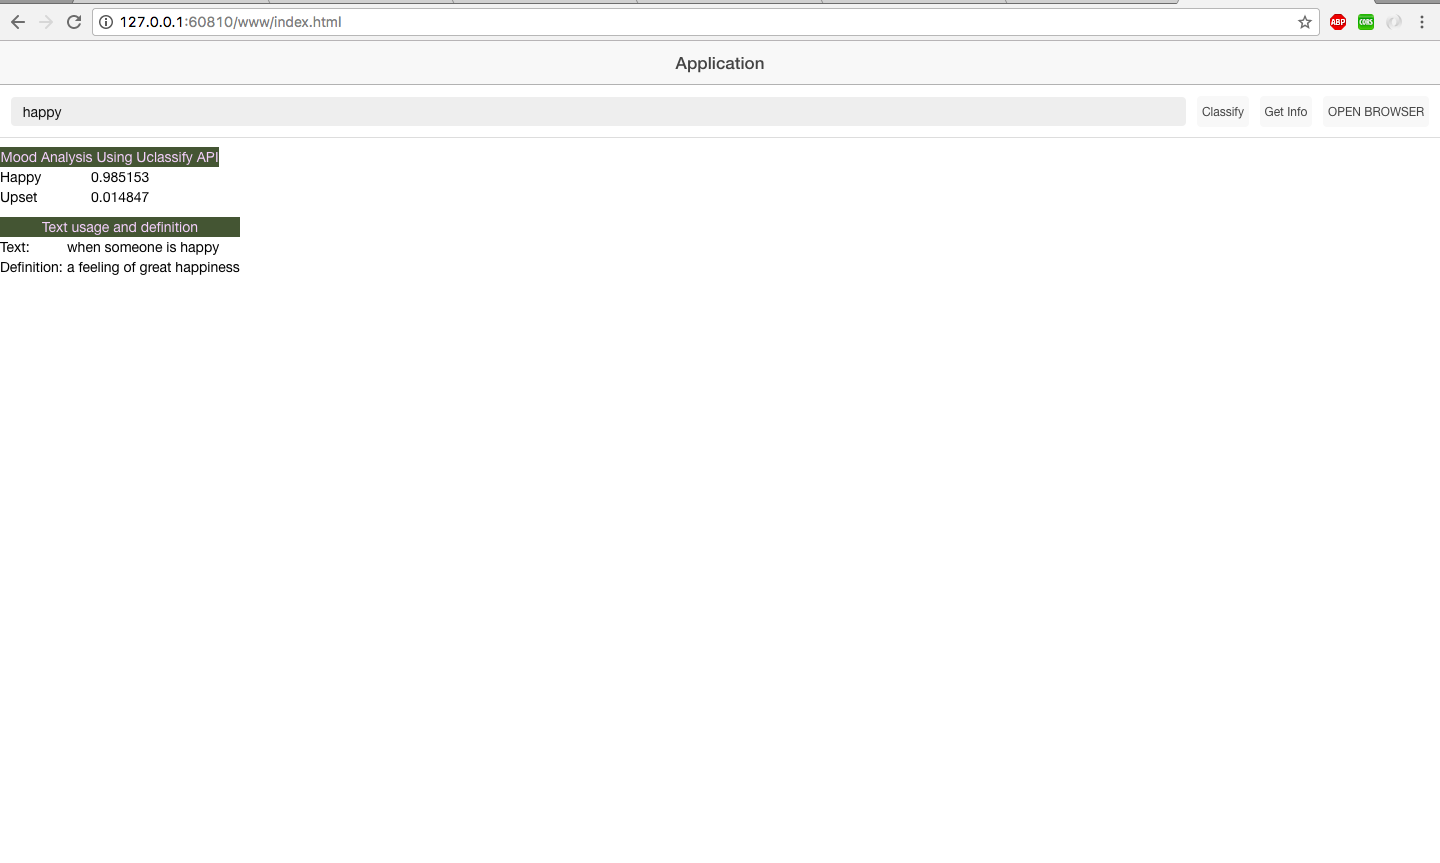 127.0.0.1:60810/www/index.html
ABP
CORS
Application
happy
Classify
Get Info
OPEN BROWSER
Mood Analysis Using Uclassify API
Happy 0.985153
Upset 0.014847
Text usage and definition
Text: when someone is happy
Definition: a feeling of great happiness